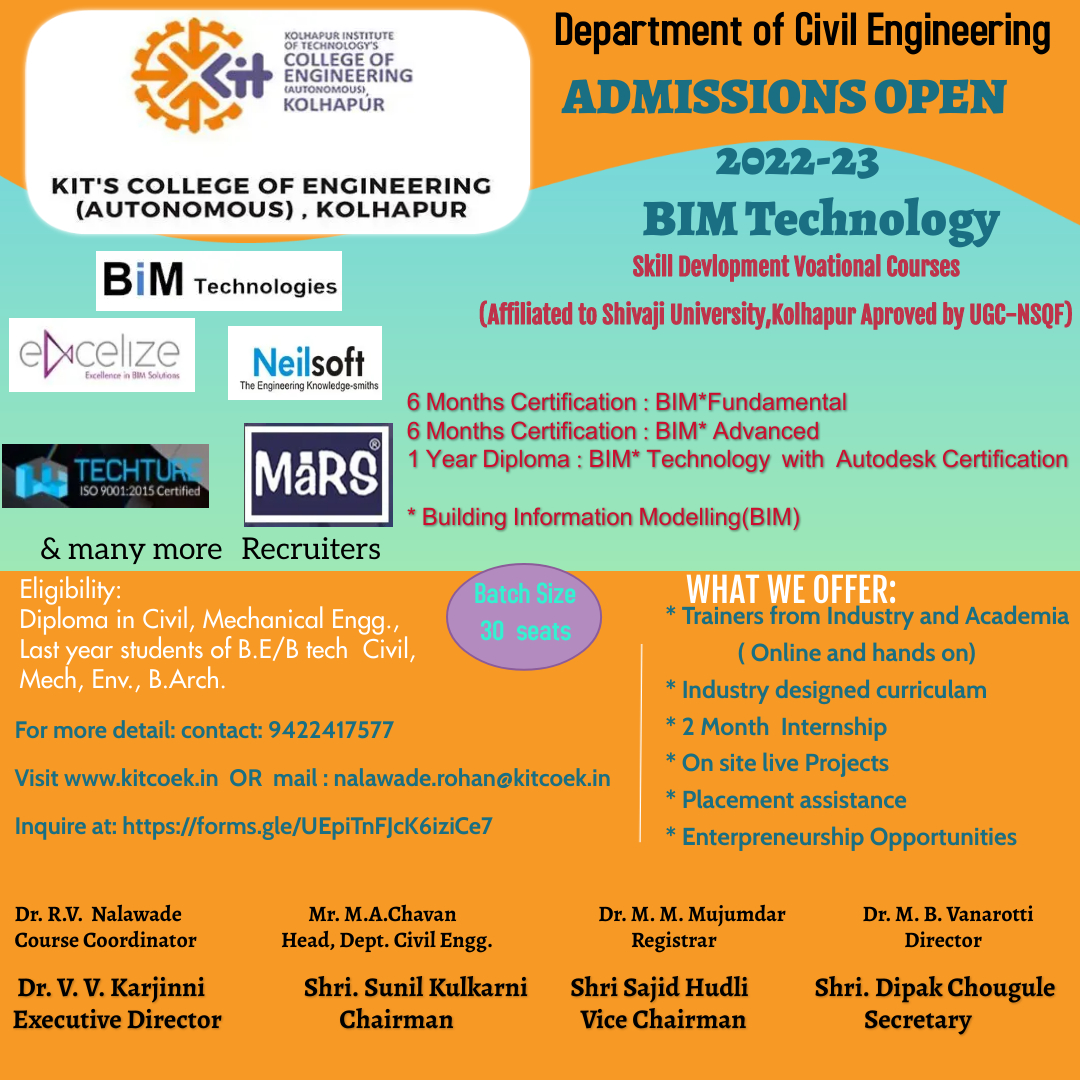 KOLHAPUR INSTITUTE
OF TECHNOLOGY'S
COLLEGE OF
ENGINEERING
(AUTONOMOUS),
KOLHAPUR
Kit
KIT'S COLLEGE OF ENGINEERING
(AUTONOMOUS) , KOLHAPUR
Department of Civil Engineering
ADMISSIONS OPEN
2022-23
BIM Technology
Skill Devlopment Voational Courses
(Affiliated to Shivaji University,Kolhapur Aproved by UGC-NSQF)
BiM Technologies
excelize
Excellence in BIM Solutions
Neilsoft
The Engineering Knowledge-smiths
TECHTURE
ISO 9001:2015 Certified
MāRS®
& many more Recruiters
6 Months Certification : BIM*Fundamental
6 Months Certification : BIM* Advanced
1 Year Diploma : BIM* Technology with Autodesk Certification
* Building Information Modelling(BIM)
Eligibility:
Diploma in Civil, Mechanical Engg.,
Last year students of B.E/B tech Civil,
Mech, Env., B.Arch.
Batch Size
30 seats
WHAT WE OFFER:
* Trainers from Industry and Academia
( Online and hands on)
* Industry designed curriculam
* 2 Month Internship
* On site live Projects
* Placement assistance
* Enterpreneurship Opportunities
For more detail: contact: 9422417577
Visit www.kitcoek.in OR mail : nalawade.rohan@kitcoek.in
Inquire at: https://forms.gle/UEpiTnFJcK6iziCe7
Dr. R.V. Nalawade
Course Coordinator
Mr. M.A.Chavan
Head, Dept. Civil Engg.
Dr. M. M. Mujumdar
Registrar
Dr. M. B. Vanarotti
Director
Dr. V. V. Karjinni
Executive Director
Shri. Sunil Kulkarni
Chairman
Shri Sajid Hudli
Vice Chairman
Shri. Dipak Chougule
Secretary